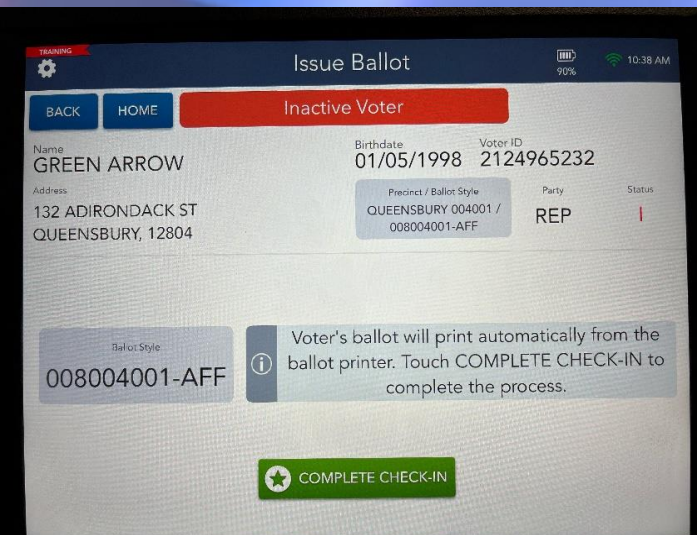 TRAINING
Issue Ballot
90%
10:38 AM
BACK
HOME
Inactive Voter
Name
GREEN ARROW
Birthdate
01/05/1998
Voter ID
2124965232
Address
132 ADIRONDACK ST
QUEENSBURY, 12804
Precinct / Ballot Style
QUEENSBURY 004001 /
008004001-AFF
Party
REP
Status
I
Ballot Style
008004001-AFF
Voter's ballot will print automatically from the
ballot printer. Touch COMPLETE CHECK-IN to
complete the process.
COMPLETE CHECK-IN